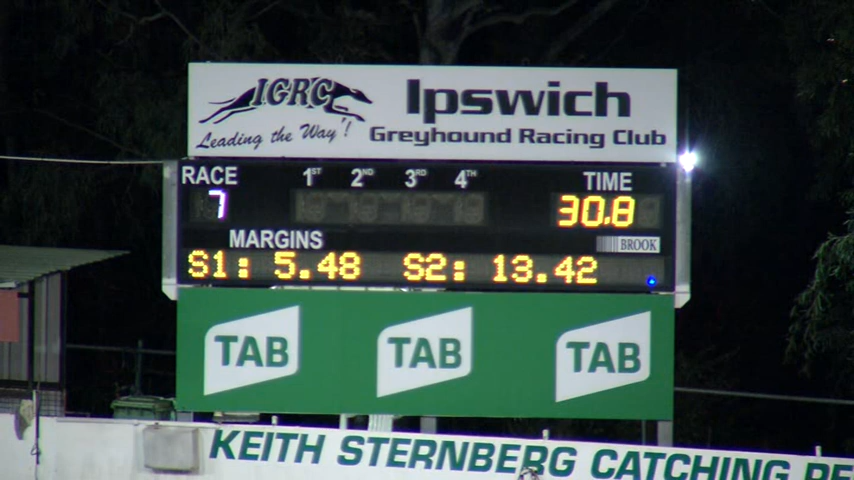 IGRC
Leading the Way'!
Ipswich
Greyhound Racing Club
RACE 1ST 2ND 3RD 4TH TIME
7 30.8
MARGINS BROOK
S1: 5.48 S2: 13.42
TAB TAB TAB
KEITH STERNBERG CATCHING PE